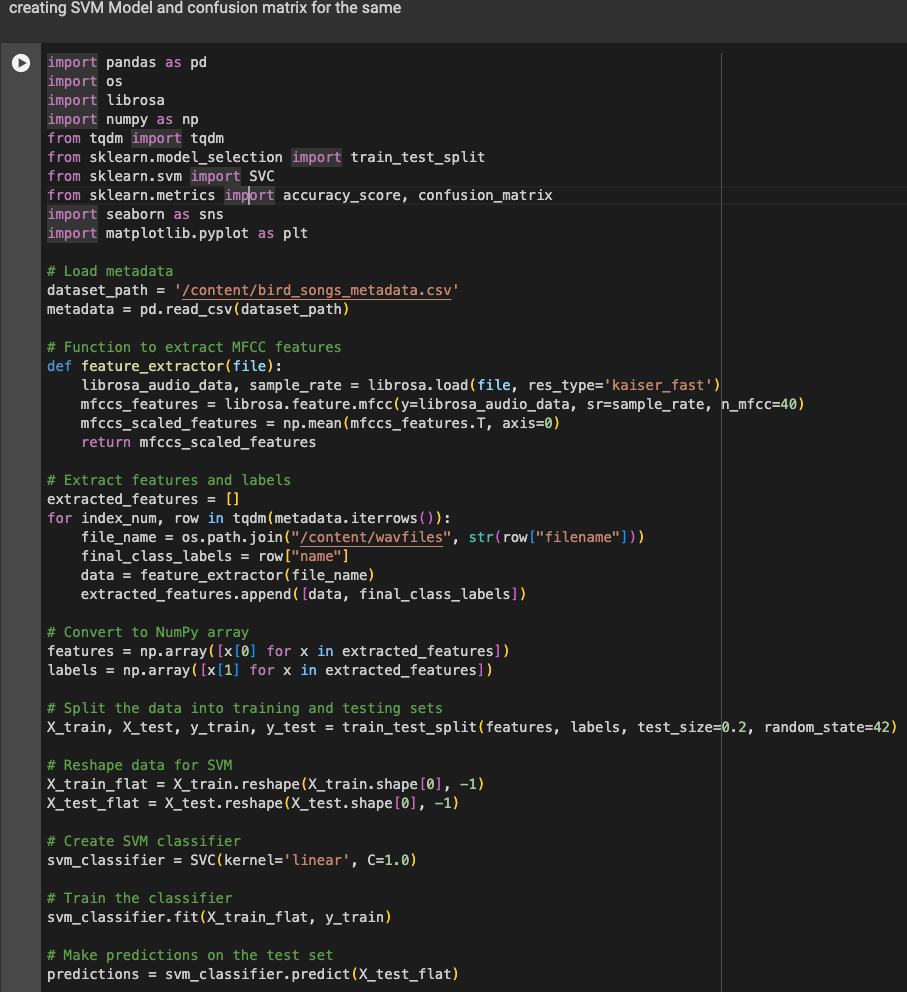 creating SVM Model and confusion matrix for the same
import pandas as pd
import os
import librosa
import numpy as np
from tqdm import tqdm
from sklearn.model_selection import train_test_split
from sklearn.svm import SVC
from sklearn.metrics import accuracy_score, confusion_matrix
import seaborn as sns
import matplotlib.pyplot as plt

# Load metadata
dataset_path = '/content/bird_songs_metadata.csv'
metadata = pd.read_csv(dataset_path)

# Function to extract MFCC features
def feature_extractor(file):
    librosa_audio_data, sample_rate = librosa.load(file, res_type='kaiser_fast')
    mfccs_features = librosa.feature.mfcc(y=librosa_audio_data, sr=sample_rate, n_mfcc=40)
    mfccs_scaled_features = np.mean(mfccs_features.T, axis=0)
    return mfccs_scaled_features

# Extract features and labels
extracted_features = []
for index_num, row in tqdm(metadata.iterrows()):
    file_name = os.path.join("/content/wavfiles", str(row["filename"]))
    final_class_labels = row["name"]
    data = feature_extractor(file_name)
    extracted_features.append([data, final_class_labels])

# Convert to NumPy array
features = np.array([x[0] for x in extracted_features])
labels = np.array([x[1] for x in extracted_features])

# Split the data into training and testing sets
X_train, X_test, y_train, y_test = train_test_split(features, labels, test_size=0.2, random_state=42)

# Reshape data for SVM
X_train_flat = X_train.reshape(X_train.shape[0], -1)
X_test_flat = X_test.reshape(X_test.shape[0], -1)

# Create SVM classifier
svm_classifier = SVC(kernel='linear', C=1.0)

# Train the classifier
svm_classifier.fit(X_train_flat, y_train)

# Make predictions on the test set
predictions = svm_classifier.predict(X_test_flat)